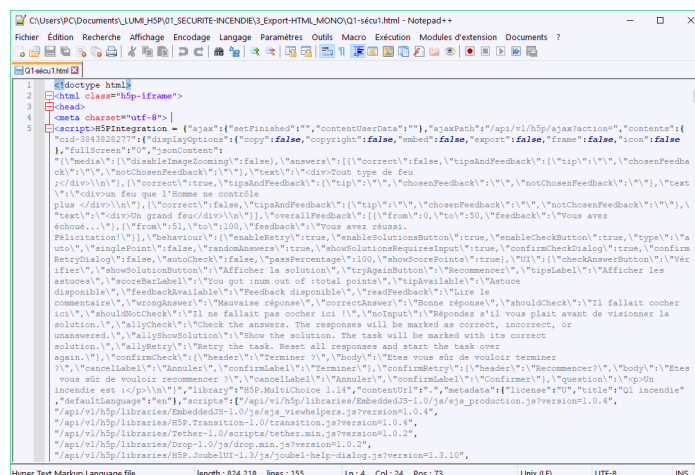 C:\Users\PC\Documents\_LUMI_H5P\01_SECURITE-INCENDIE\3_Export-HTML_MONO\Q1-sécu1.html - Notepad++
Fichier Édition Recherche Affichage Encodage Langage Paramètres Outils Macro Exécution Modules d'extension Documents ?
Q1-sécu1.html
1 <!doctype html>
2 <html class="h5p-iframe">
3 <head>
4 <meta charset="utf-8">
5 <script>H5PIntegration = {"ajax":{"setFinished":"","contentUserData":""},"ajaxPath":"/api/v1/h5p/ajax?action=","contents":{
"cid-3843828277":{"displayOptions":{"copy":false,"copyright":false,"embed":false,"export":false,"frame":false,"icon":false
},"fullScreen":"0","jsonContent":
"{\"media\":{\"disableImageZooming\":false},\"answers\":[{\"correct\":false,\"tipsAndFeedback\":{\"tip\":\"\",\"chosenFeedba
ck\":\"\",\"notChosenFeedback\":\"\"},\"text\":\"<div>Tout type de feu
;</div>\\n\"},{\"correct\":true,\"tipsAndFeedback\":{\"tip\":\"\",\"chosenFeedback\":\"\",\"notChosenFeedback\":\"\"},\"text
\":\"<div>un feu que l'Homme ne contrôle
plus </div>\\n\"},{\"correct\":false,\"tipsAndFeedback\":{\"tip\":\"\",\"chosenFeedback\":\"\",\"notChosenFeedback\":\"\"},\
"text\":\"<div>Un grand feu</div>\\n\"}],\"overallFeedback\":[{\"from\":0,\"to\":50,\"feedback\":\"Vous avez
échoué...\"},{\"from\":51,\"to\":100,\"feedback\":\"Vous avez réussi.
Félicitation!\"}],\"behaviour\":{\"enableRetry\":true,\"enableSolutionsButton\":true,\"enableCheckButton\":true,\"type\":\"a
uto\",\"singlePoint\":false,\"randomAnswers\":true,\"showSolutionsRequiresInput\":true,\"confirmCheckDialog\":true,\"confirm
RetryDialog\":false,\"autoCheck\":false,\"passPercentage\":100,\"showScorePoints\":true},\"UI\":{\"checkAnswerButton\":\"Vér
ifier\",\"showSolutionButton\":\"Afficher la solution\",\"tryAgainButton\":\"Recommencer\",\"tipsLabel\":\"Afficher les
astuces\",\"scoreBarLabel\":\"You got :num out of :total points\",\"tipAvailable\":\"Astuce
disponible\",\"feedbackAvailable\":\"Feedback disponible\",\"readFeedback\":\"Lire le
commentaire\",\"wrongAnswer\":\"Mauvaise réponse\",\"correctAnswer\":\"Bonne réponse\",\"shouldCheck\":\"Il fallait cocher
ici\",\"shouldNotCheck\":\"Il ne fallait pas cocher ici !\",\"noInput\":\"Répondez s'il vous plait avant de visionner la
solution.\",\"a11yCheck\":\"Check the answers. The responses will be marked as correct, incorrect, or
unanswered.\",\"a11yShowSolution\":\"Show the solution. The task will be marked with its correct
solution.\",\"a11yRetry\":\"Retry the task. Reset all responses and start the task over
again.\"},\"confirmCheck\":{\"header\":\"Terminer ?\",\"body\":\"Etes vous sûr de vouloir terminer
?\",\"cancelLabel\":\"Annuler\",\"confirmLabel\":\"Terminer\"},\"confirmRetry\":{\"header\":\"Recommencer?\",\"body\":\"Etes
vous sûr de vouloir recommencer ?\",\"cancelLabel\":\"Annuler\",\"confirmLabel\":\"Confirmer\"},\"question\":\"<p>Un
incendie est :</p>\\n\"}","library":"H5P.MultiChoice 1.14","contentUrl":".","metadata":{"license":"U","title":"Q1 incendie"
,"defaultLanguage":"en"},"scripts":["/api/v1/h5p/libraries/EmbeddedJS-1.0/js/ejs_production.js?version=1.0.4",
"/api/v1/h5p/libraries/EmbeddedJS-1.0/js/ejs_viewhelpers.js?version=1.0.4",
"/api/v1/h5p/libraries/H5P.Transition-1.0/transition.js?version=1.0.4",
"/api/v1/h5p/libraries/Tether-1.0/scripts/tether.min.js?version=1.0.2",
"/api/v1/h5p/libraries/Drop-1.0/js/drop.min.js?version=1.0.2",
"/api/v1/h5p/libraries/H5P.JoubelUI-1.3/js/joubel-help-dialog.js?version=1.3.10",
Hyper Text Markup Language file length : 824 218 lines : 155 Ln : 4 Col : 24 Pos : 73 Unix (LF) UTF-8 INS